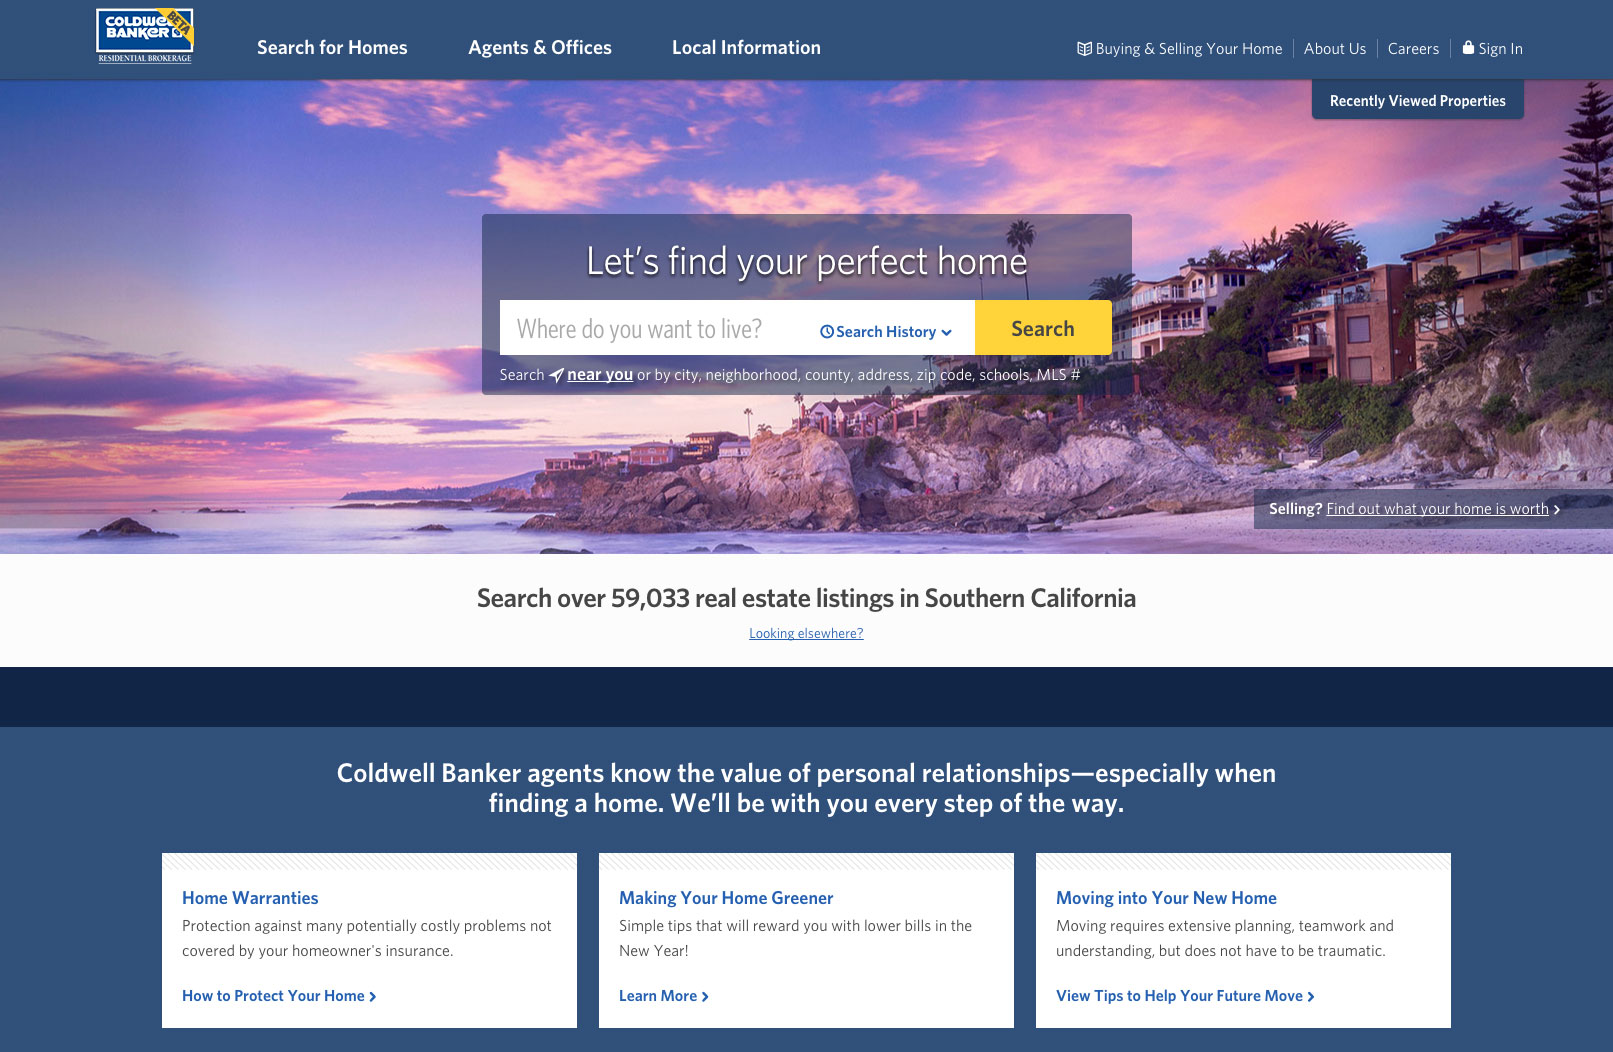 COLDWELL BANKER BETA
RESIDENTIAL BROKERAGE
Search for Homes
Agents & Offices
Local Information
Buying & Selling Your Home
About Us
Careers
Sign In
Recently Viewed Properties
Let's find your perfect home
Where do you want to live?
Search History
Search
Search near you or by city, neighborhood, county, address, zip code, schools, MLS #
Selling? Find out what your home is worth
Search over 59,033 real estate listings in Southern California
Looking elsewhere?
Coldwell Banker agents know the value of personal relationships—especially when
finding a home. We'll be with you every step of the way.
Home Warranties
Protection against many potentially costly problems not
covered by your homeowner's insurance.
How to Protect Your Home
Making Your Home Greener
Simple tips that will reward you with lower bills in the
New Year!
Learn More
Moving into Your New Home
Moving requires extensive planning, teamwork and
understanding, but does not have to be traumatic.
View Tips to Help Your Future Move